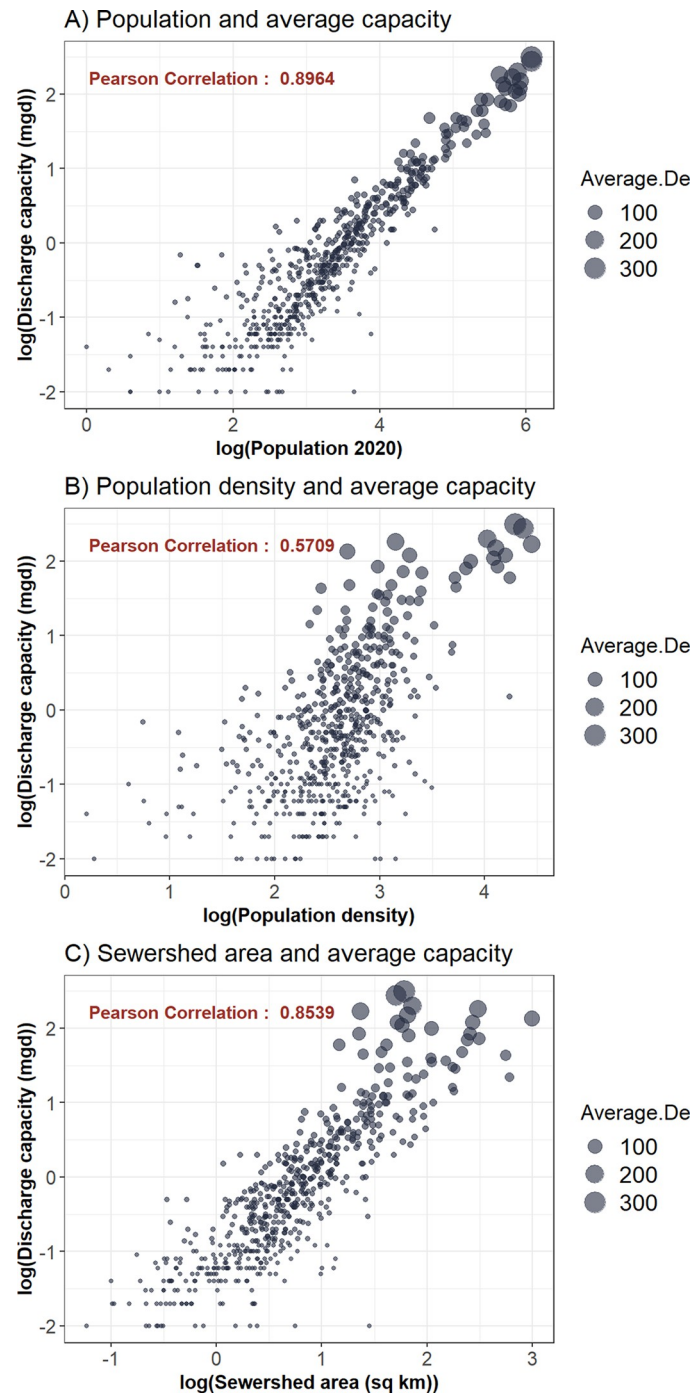 A) Population and average capacity
Pearson Correlation : 0.8964
2
1
0
-1
-2
log(Discharge capacity (mgd))
0 2 4 6
log(Population 2020)
Average.De
100
200
300
B) Population density and average capacity
Pearson Correlation : 0.5709
2
1
0
-1
-2
log(Discharge capacity (mgd))
0 1 2 3 4
log(Population density)
Average.De
100
200
300
C) Sewershed area and average capacity
Pearson Correlation : 0.8539
2
1
0
-1
-2
log(Discharge capacity (mgd))
-1 0 1 2 3
log(Sewershed area (sq km))
Average.De
100
200
300